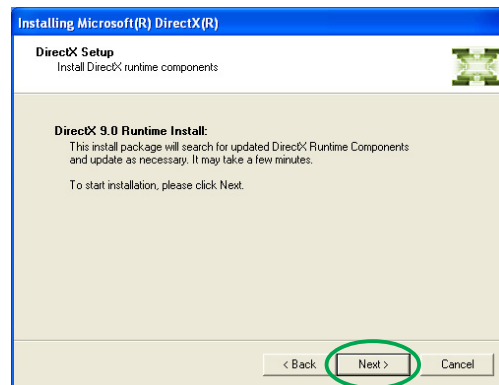 Installing Microsoft(R) DirectX(R)
DirectX Setup
Install DirectX runtime components
DirectX 9.0 Runtime Install:
This install package will search for updated DirectX Runtime Components
and update as necessary. It may take a few minutes.
To start installation, please click Next.
< Back Next > Cancel